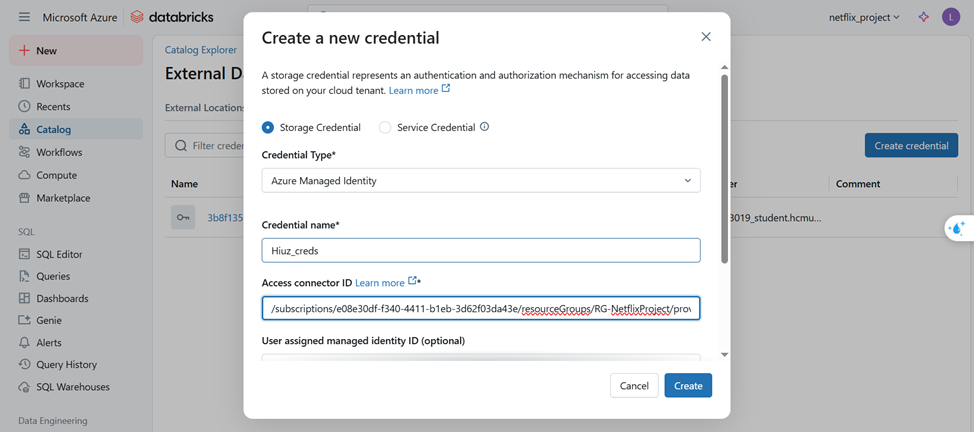 Microsoft Azure databricks netflix_project L
New
Workspace
Recents
Catalog
Workflows
Compute
Marketplace
SQL
SQL Editor
Queries
Dashboards
Genie
Alerts
Query History
SQL Warehouses
Data Engineering
Catalog Explorer
External Da
External Locations
Filter creden
Create credential
Name
er
Comment
3b8f135
3019_student.hcmu...
Create a new credential
A storage credential represents an authentication and authorization mechanism for accessing data
stored on your cloud tenant. Learn more
Storage Credential Service Credential
Credential Type*
Azure Managed Identity
Credential name*
Hiuz_creds
Access connector ID Learn more *
/subscriptions/e08e30df-f340-4411-b1eb-3d62f03da43e/resourceGroups/RG-NetflixProject/prov
User assigned managed identity ID (optional)
Cancel Create